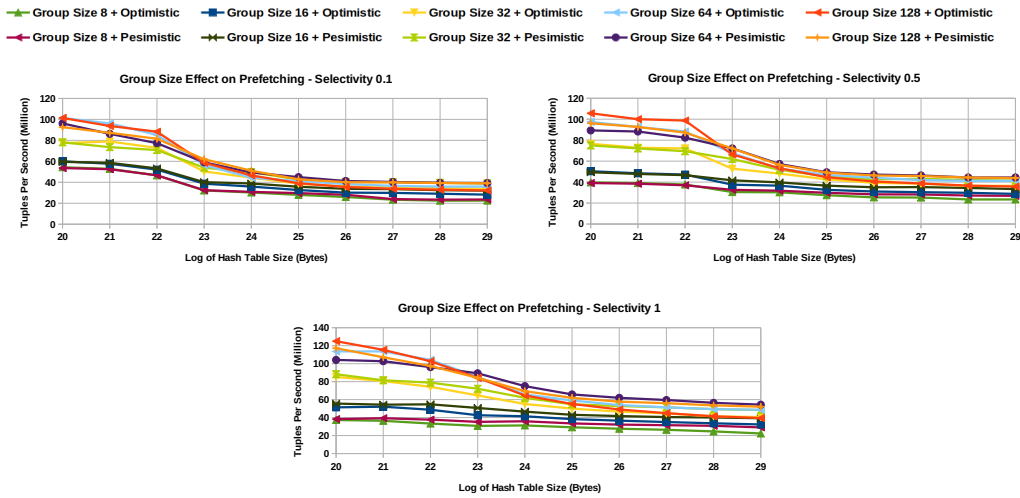 Group Size 8 + Optimistic Group Size 16 + Optimistic Group Size 32 + Optimistic Group Size 64 + Optimistic Group Size 128 + Optimistic
Group Size 8 + Pesimistic Group Size 16 + Pesimistic Group Size 32 + Pesimistic Group Size 64 + Pesimistic Group Size 128 + Pesimistic
Group Size Effect on Prefetching - Selectivity 0.1
Tuples Per Second (Million)
120
100
80
60
40
20
0
20 21 22 23 24 25 26 27 28 29
Log of Hash Table Size (Bytes)
Group Size Effect on Prefetching - Selectivity 0.5
Tuples Per Second (Million)
120
100
80
60
40
20
0
20 21 22 23 24 25 26 27 28 29
Log of Hash Table Size (Bytes)
Group Size Effect on Prefetching - Selectivity 1
Tuples Per Second (Million)
140
120
100
80
60
40
20
0
20 21 22 23 24 25 26 27 28 29
Log of Hash Table Size (Bytes)